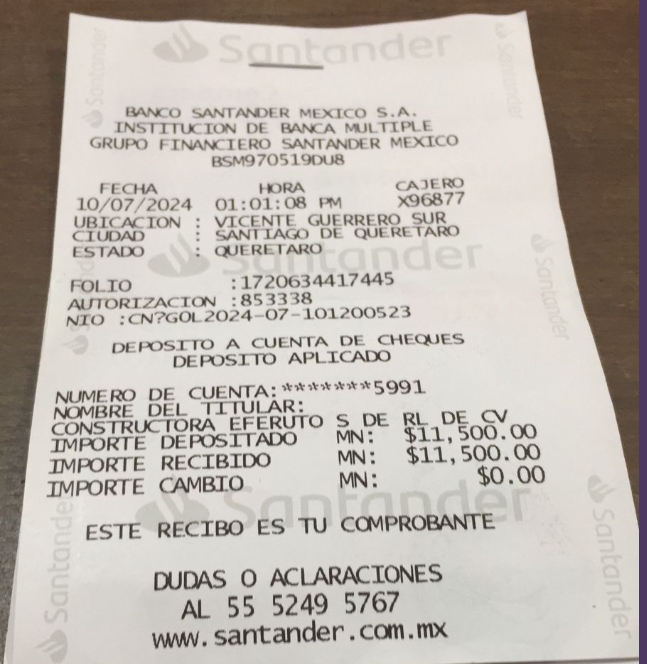 Santander
BANCO SANTANDER MEXICO S.A.
INSTITUCION DE BANCA MULTIPLE
GRUPO FINANCIERO SANTANDER MEXICO
BSM970519DU8
FECHA HORA CAJERO
10/07/2024 01:01:08 PM X96877
UBICACION : VICENTE GUERRERO SUR
CIUDAD : SANTIAGO DE QUERETARO
ESTADO : QUERETARO
FOLIO :1720634417445
AUTORIZACION :853338
NIO :CN?G0L2024-07-101200523
DEPOSITO A CUENTA DE CHEQUES
DEPOSITO APLICADO
NUMERO DE CUENTA:*******5991
NOMBRE DEL TITULAR:
CONSTRUCTORA EFERUTO S DE RL DE CV
IMPORTE DEPOSITADO MN: $11,500.00
IMPORTE RECIBIDO MN: $11,500.00
IMPORTE CAMBIO MN: $0.00
Santander
ESTE RECIBO ES TU COMPROBANTE
DUDAS O ACLARACIONES
AL 55 5249 5767
www.santander.com.mx
Santander
Santander
Santander